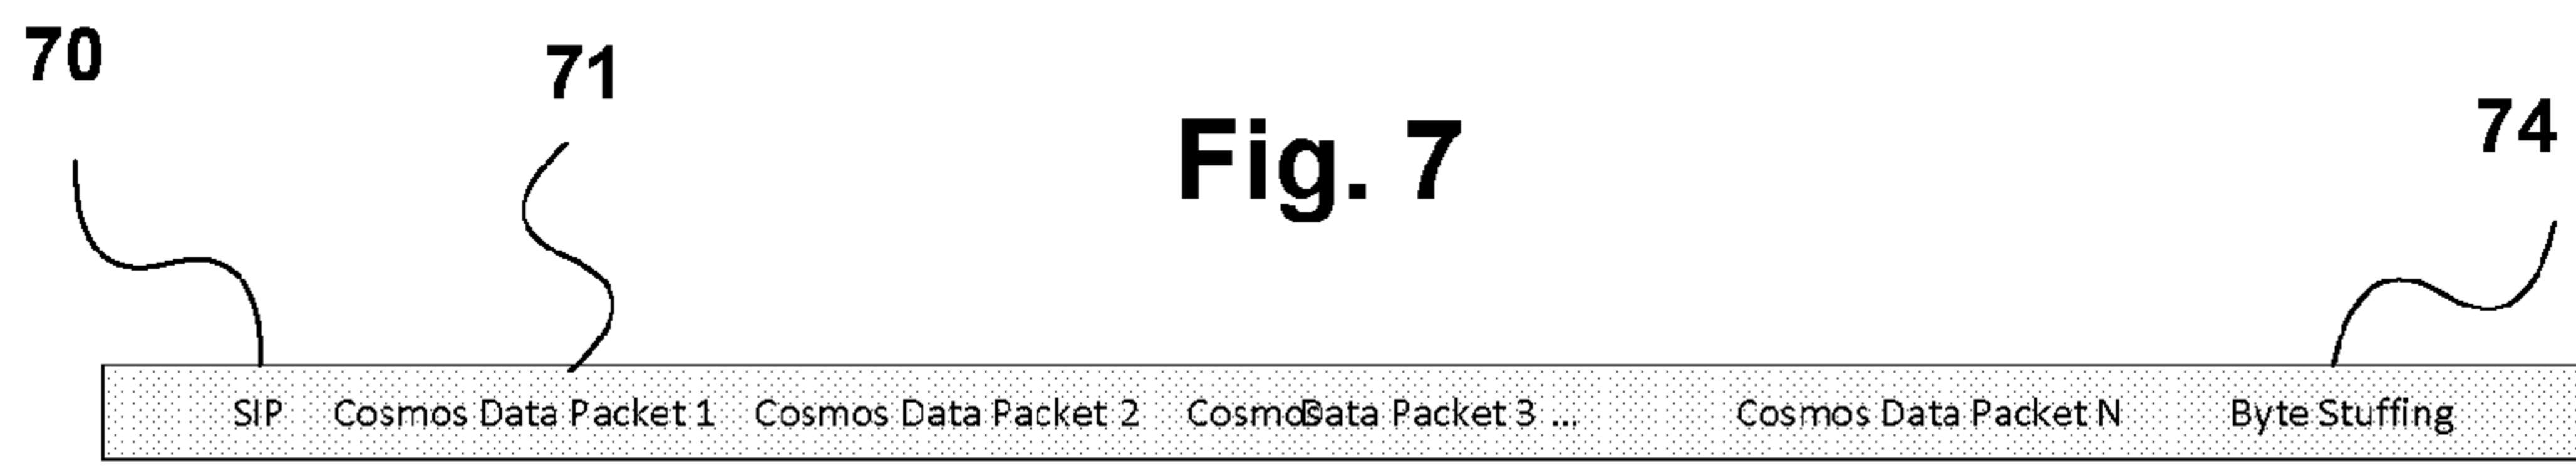 70
71
Fig. 7
74
SIP Cosmos Data Packet 1 Cosmos Data Packet 2 Cosmos Data Packet 3 ... Cosmos Data Packet N Byte Stuffing